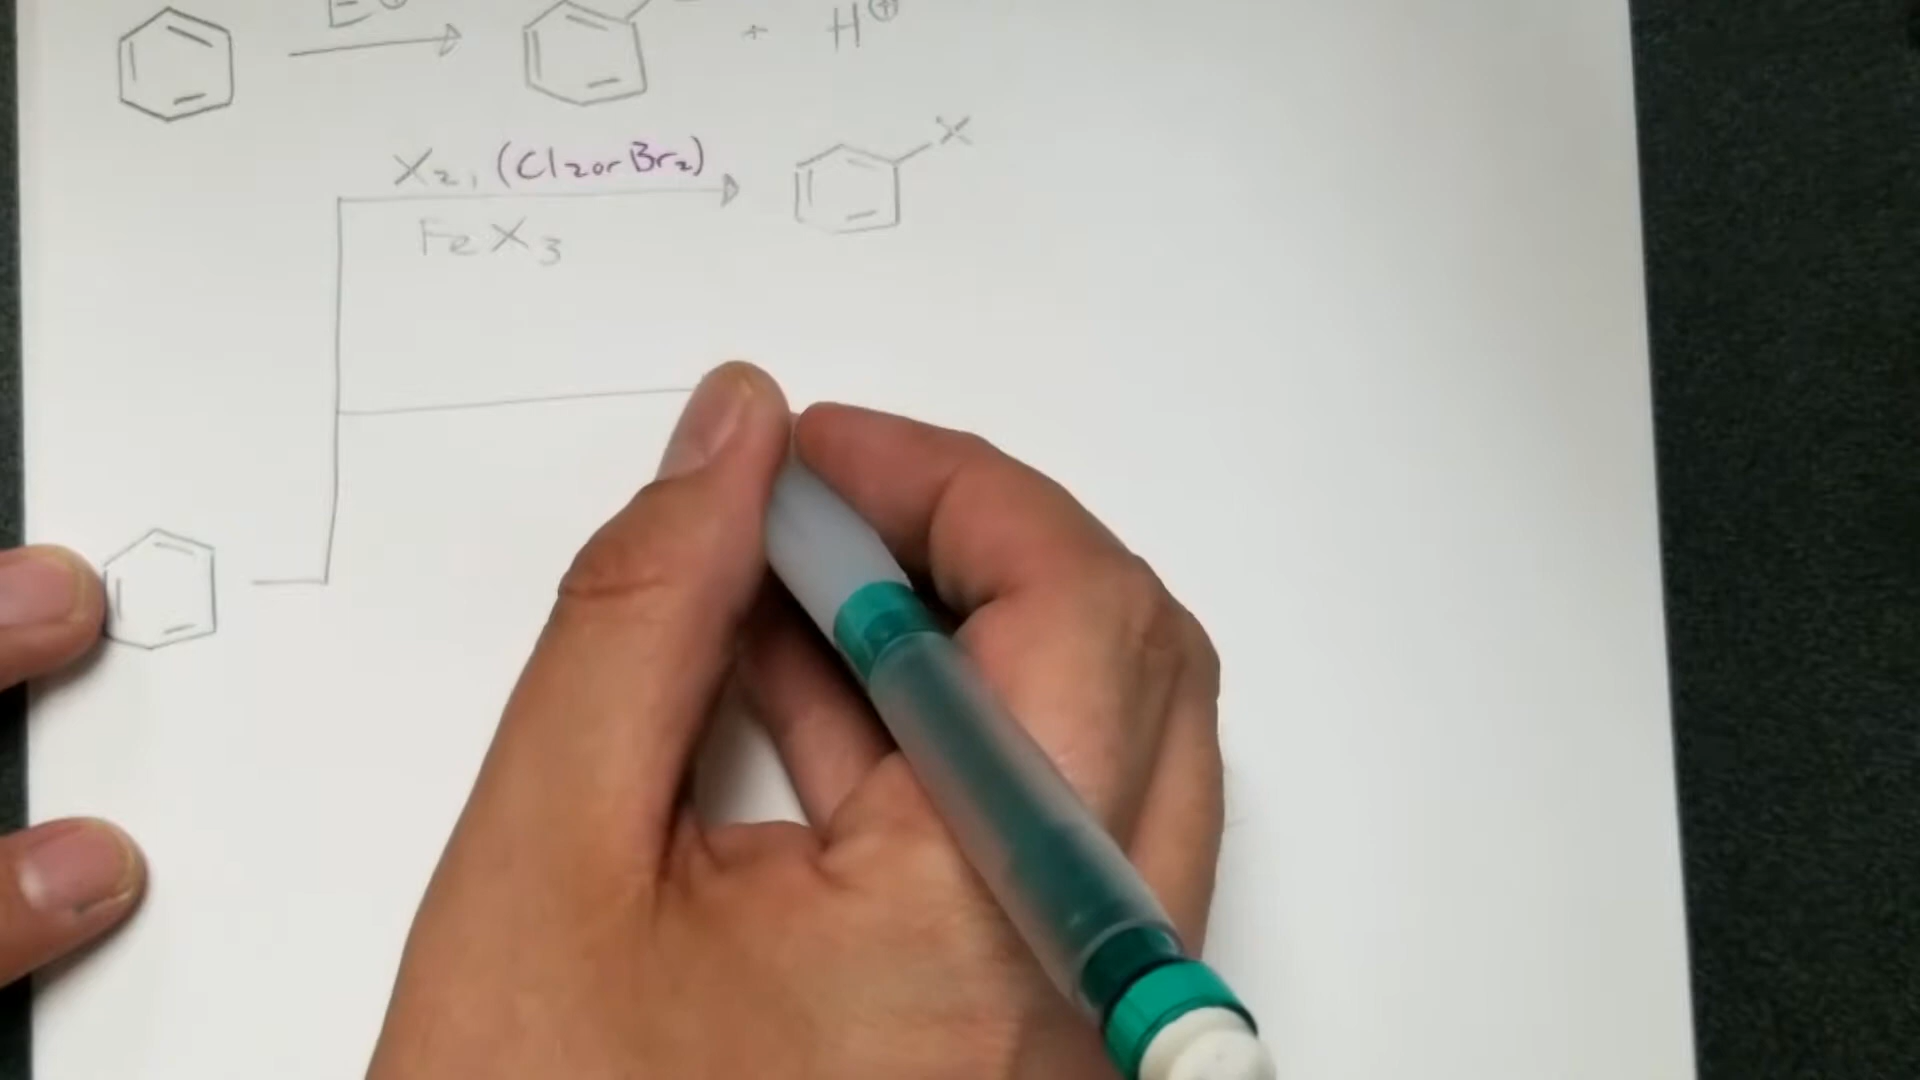 E⊕
+ H⊕
X
X₂, (Cl₂ or Br₂)
FeX₃